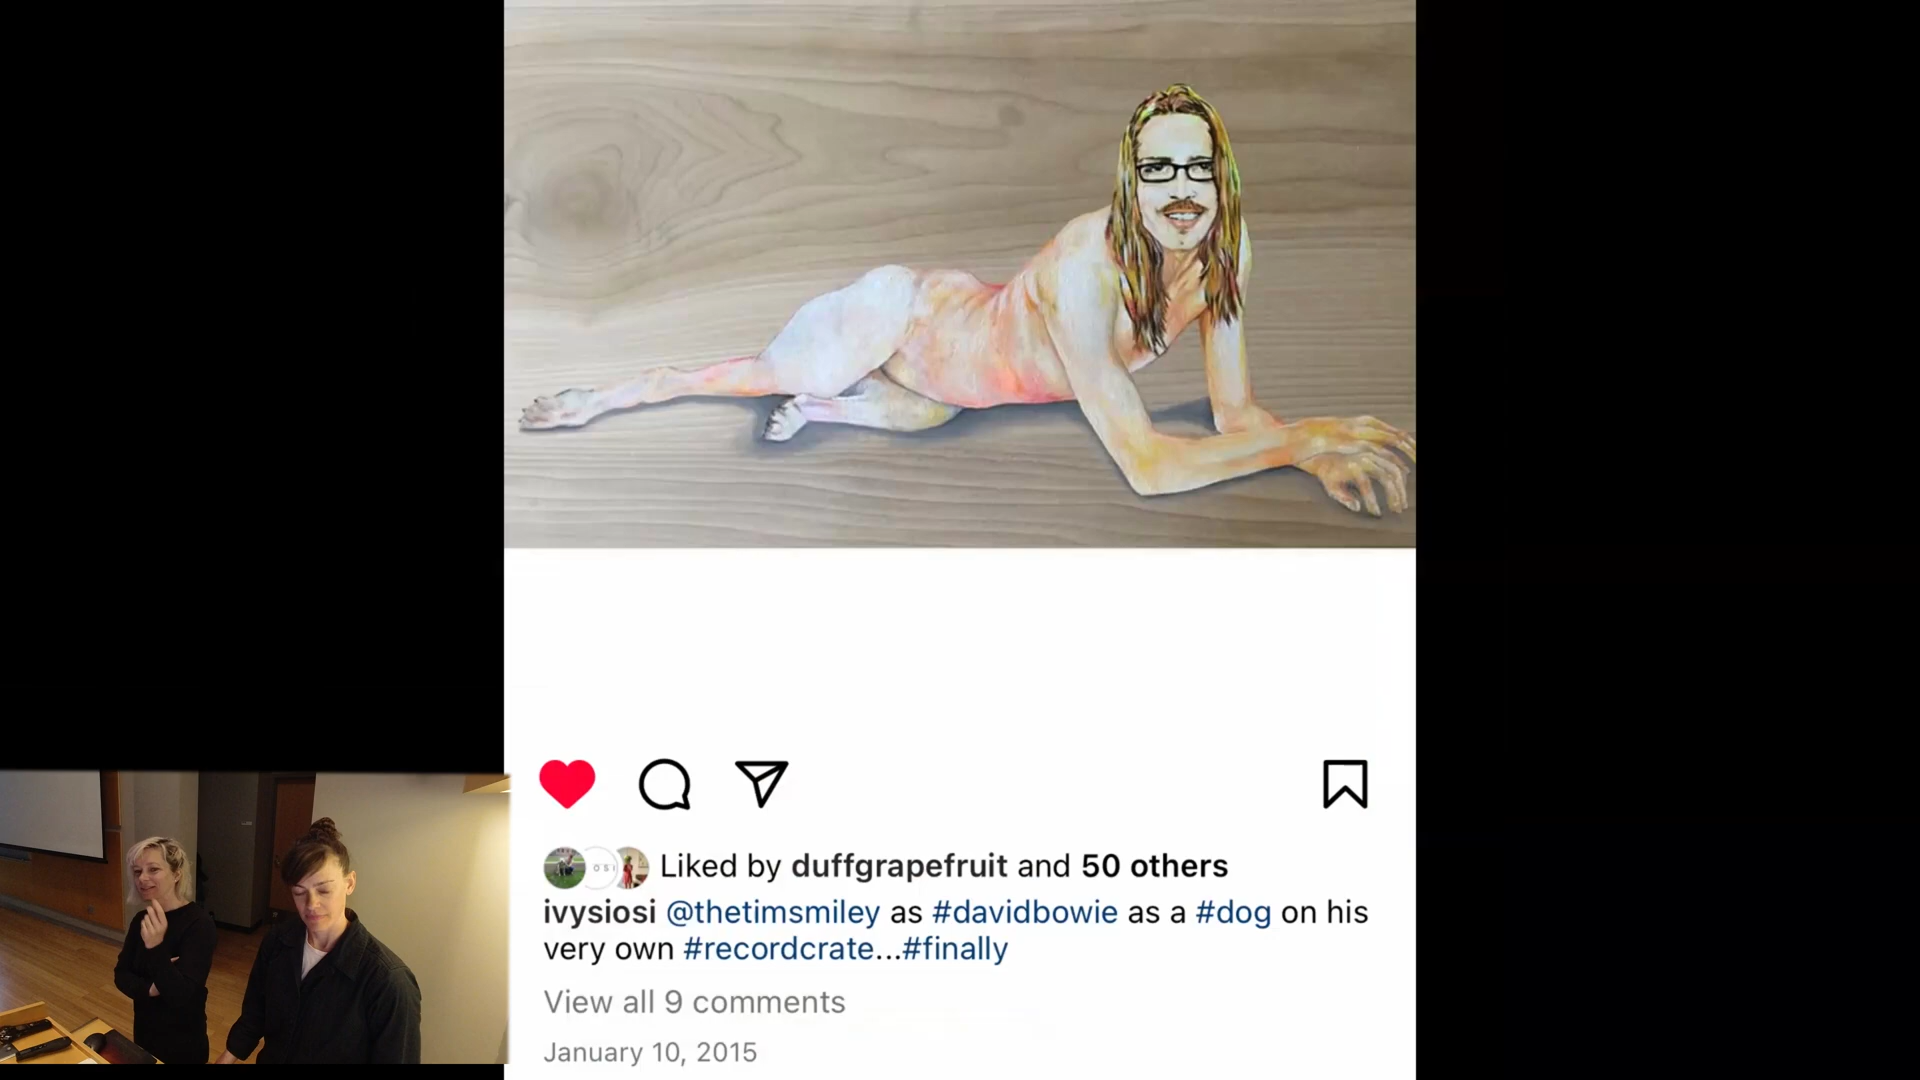 Liked by duffgrapefruit and 50 others
ivysiosi @thetimsmiley as #davidbowie as a #dog on his
very own #recordcrate...#finally
View all 9 comments
January 10, 2015